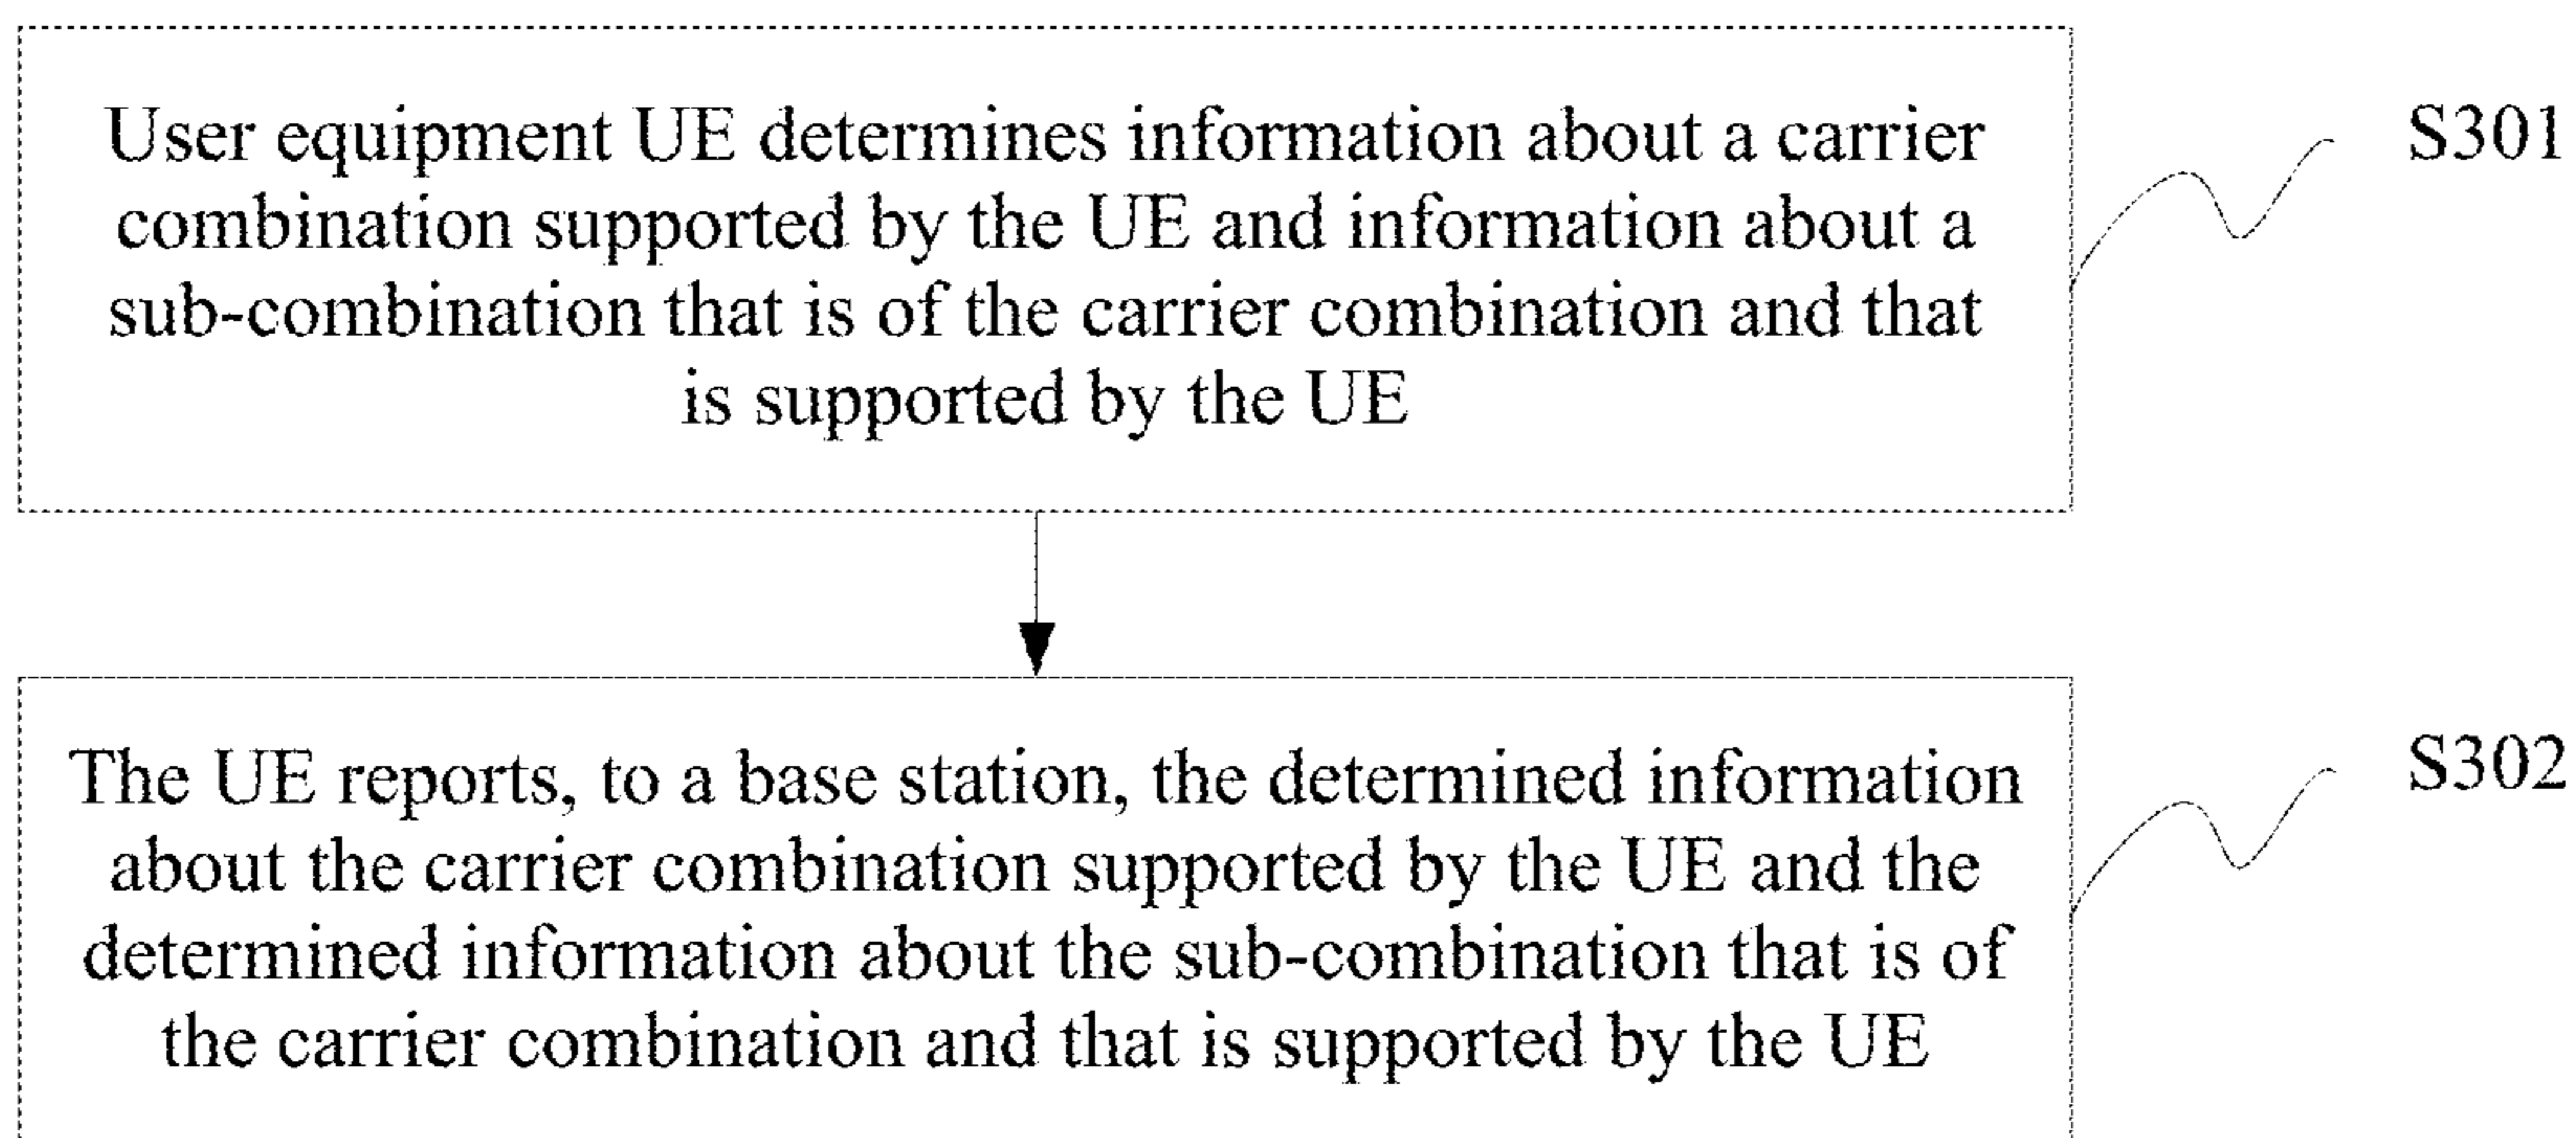 User equipment UE determines information about a carrier
combination supported by the UE and information about a
sub-combination that is of the carrier combination and that
is supported by the UE
S301
The UE reports, to a base station, the determined information
about the carrier combination supported by the UE and the
determined information about the sub-combination that is of
the carrier combination and that is supported by the UE
S302